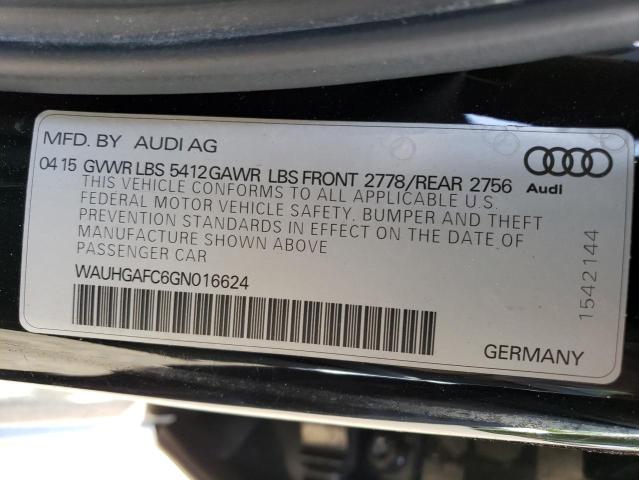 MFD. BY AUDI AG
04 15 GVWR LBS 5412 GAWR LBS FRONT 2778/REAR 2756
Audi
THIS VEHICLE CONFORMS TO ALL APPLICABLE U.S.
FEDERAL MOTOR VEHICLE SAFETY, BUMPER AND THEFT
PREVENTION STANDARDS IN EFFECT ON THE DATE OF
MANUFACTURE SHOWN ABOVE
PASSENGER CAR
WAUHGAFC6GN016624
1542144
GERMANY